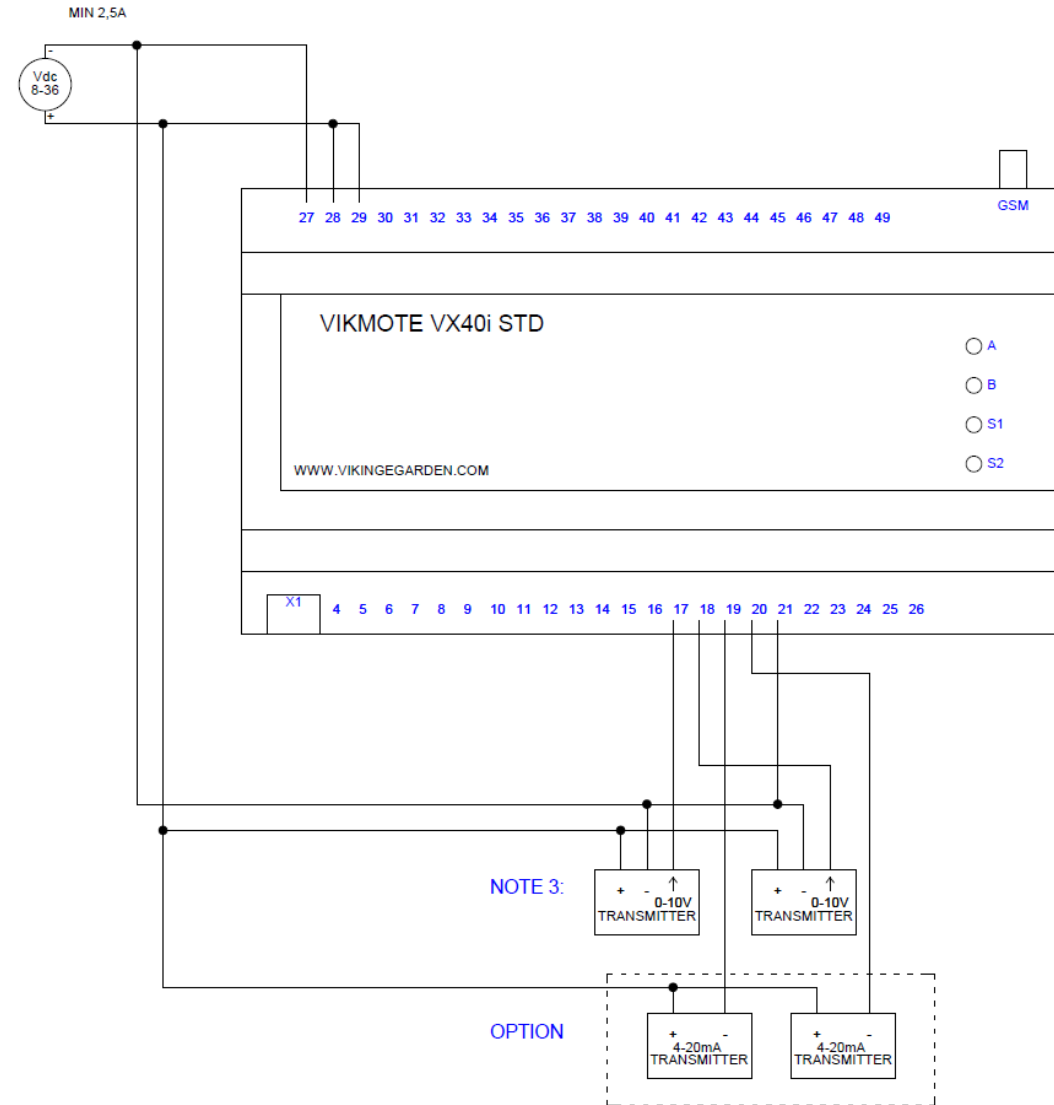 MIN 2,5A
-
Vdc
8-36
+
27 28 29 30 31 32 33 34 35 36 37 38 39 40 41 42 43 44 45 46 47 48 49
GSM
VIKMOTE VX40i STD
A
B
S1
S2
WWW.VIKINGEGARDEN.COM
X1 4 5 6 7 8 9 10 11 12 13 14 15 16 17 18 19 20 21 22 23 24 25 26
NOTE 3:
+ - ↑
0-10V
TRANSMITTER
+ - ↑
0-10V
TRANSMITTER
OPTION
+ -
4-20mA
TRANSMITTER
+ -
4-20mA
TRANSMITTER